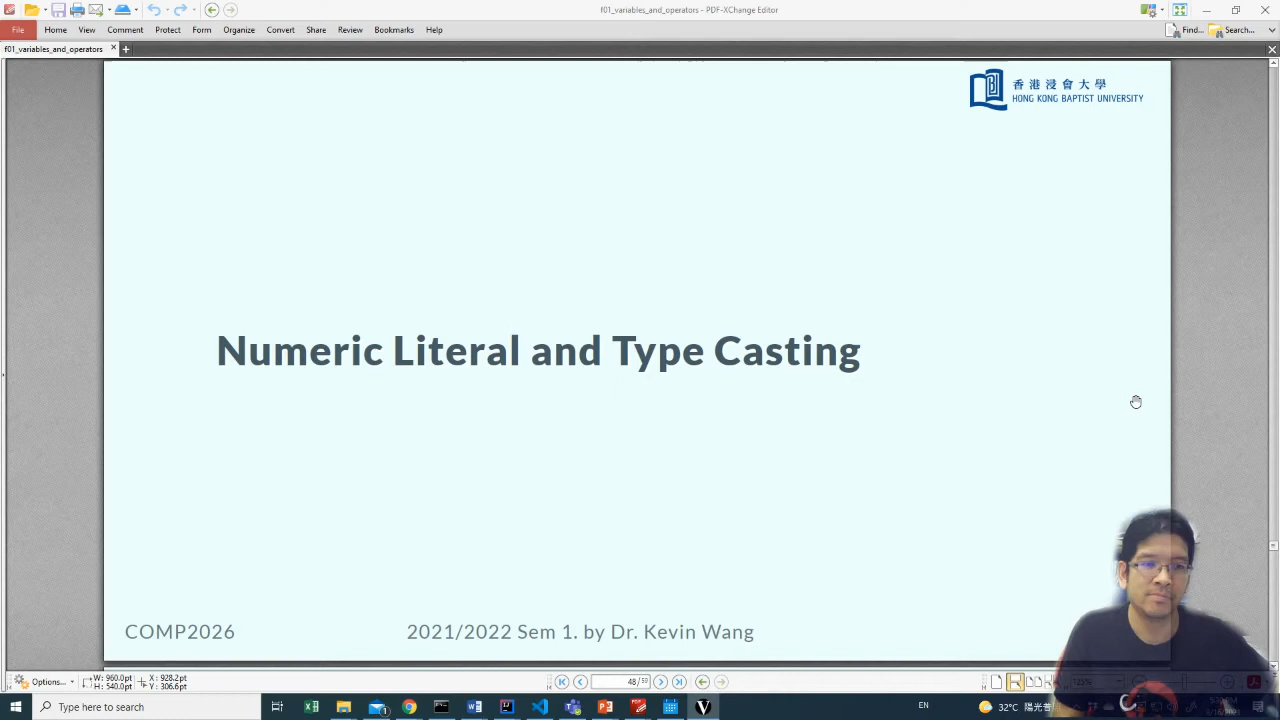 f01_variables_and_operators - PDF-XChange Editor
File Home View Comment Protect Form Organize Convert Share Review Bookmarks Help
Find... Search...
f01_variables_and_operators
香港浸會大學
HONG KONG BAPTIST UNIVERSITY
Numeric Literal and Type Casting
COMP2026 2021/2022 Sem 1. by Dr. Kevin Wang
Options... W: 960.0pt X: 928.2pt
H: 540.0pt Y: 306.6pt
48/59
125%
Type here to search
EN
32°C